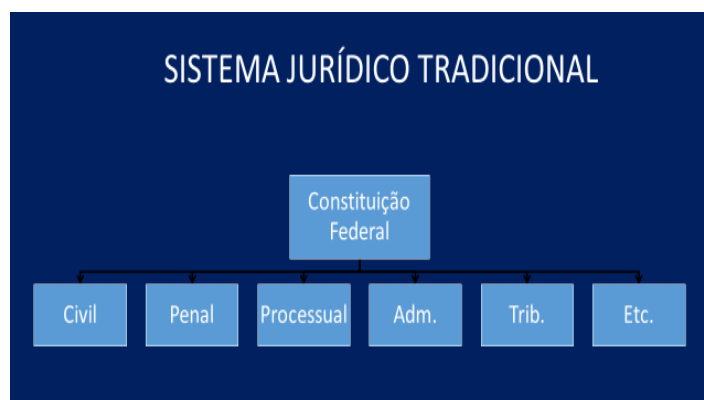 SISTEMA JURÍDICO TRADICIONAL
Constituição
Federal
Civil
Penal
Processual
Adm.
Trib.
Etc.